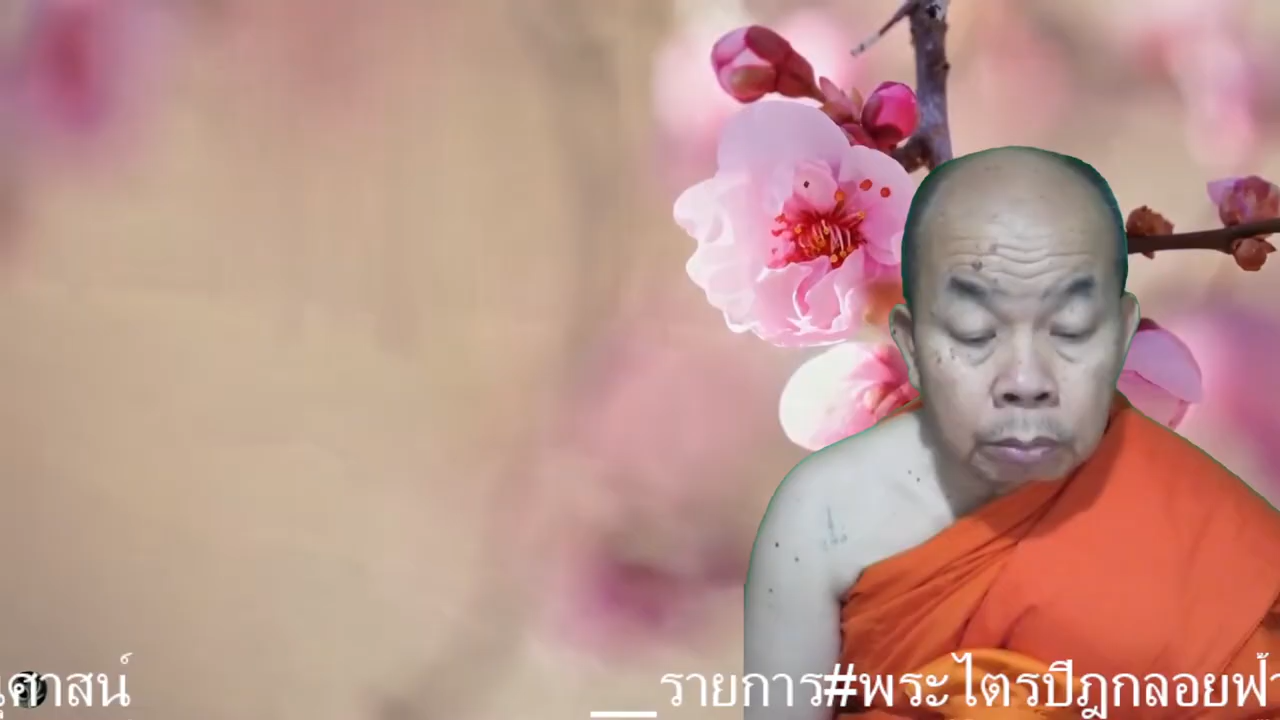 ศาสน์ __รายการ#พระไตรปีฎกลอยฟ้า